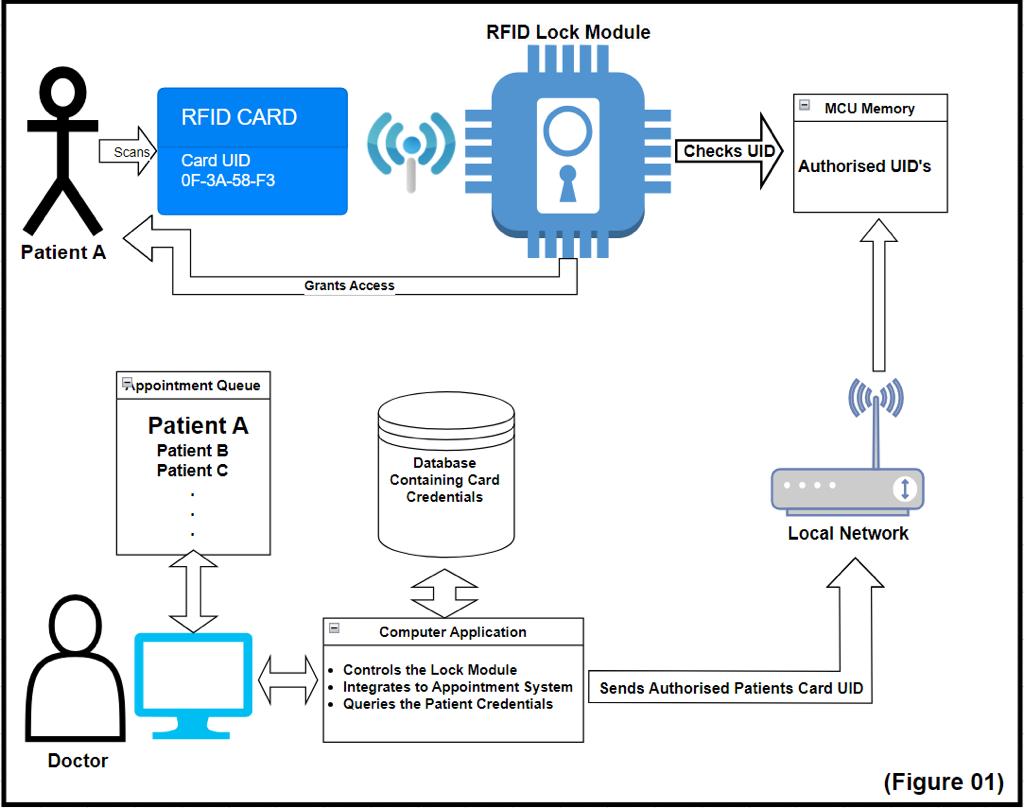 RFID Lock Module
RFID CARD
Card UID
0F-3A-58-F3
Scans
Checks UID
MCU Memory
Authorised UID's
Patient A
Grants Access
Appointment Queue
Patient A
Patient B
Patient C
.
.
.
Database
Containing Card
Credentials
Local Network
Computer Application
• Controls the Lock Module
• Integrates to Appointment System
• Queries the Patient Credentials
Sends Authorised Patients Card UID
Doctor
(Figure 01)